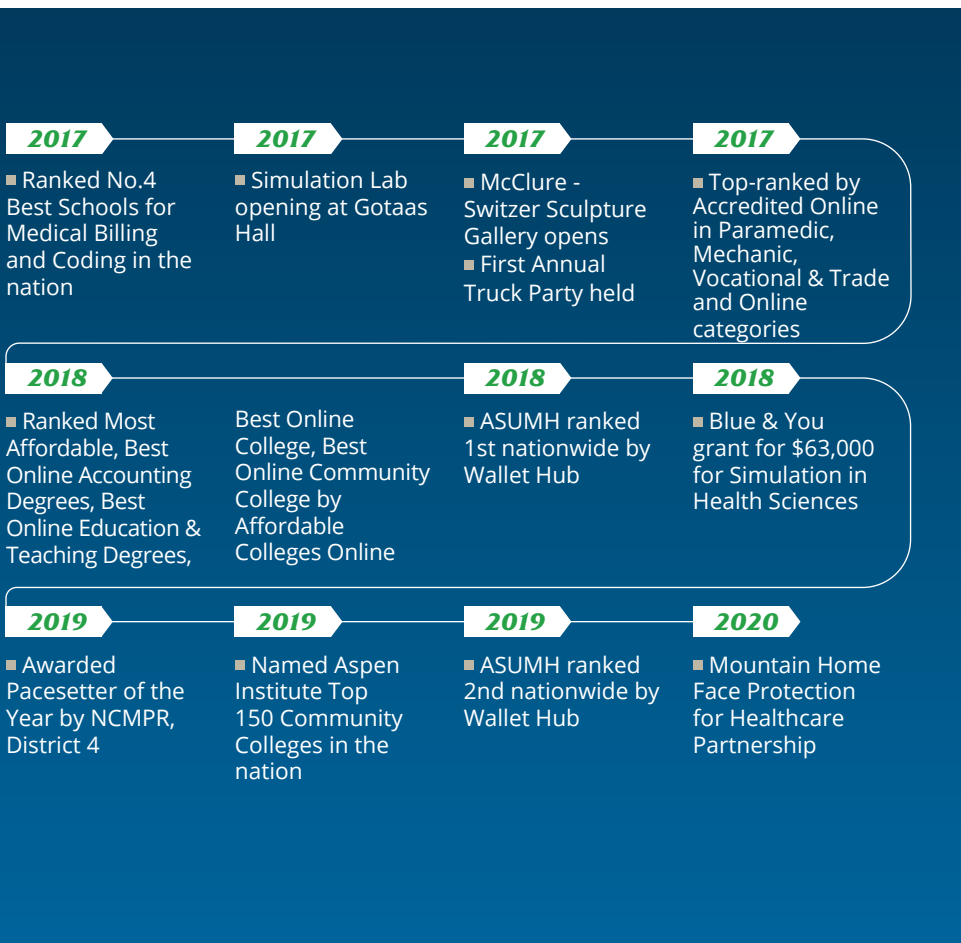 2017
■ Ranked No.4
Best Schools for
Medical Billing
and Coding in the
nation
2017
■ Simulation Lab
opening at Gotaas
Hall
2017
■ McClure -
Switzer Sculpture
Gallery opens
■ First Annual
Truck Party held
2017
■ Top-ranked by
Accredited Online
in Paramedic,
Mechanic,
Vocational & Trade
and Online
categories
2018
■ Ranked Most
Affordable, Best
Online Accounting
Degrees, Best
Online Education &
Teaching Degrees,
Best Online
College, Best
Online Community
College by
Affordable
Colleges Online
2018
■ ASUMH ranked
1st nationwide by
Wallet Hub
2018
■ Blue & You
grant for $63,000
for Simulation in
Health Sciences
2019
■ Awarded
Pacesetter of the
Year by NCMPR,
District 4
2019
■ Named Aspen
Institute Top
150 Community
Colleges in the
nation
2019
■ ASUMH ranked
2nd nationwide by
Wallet Hub
2020
■ Mountain Home
Face Protection
for Healthcare
Partnership